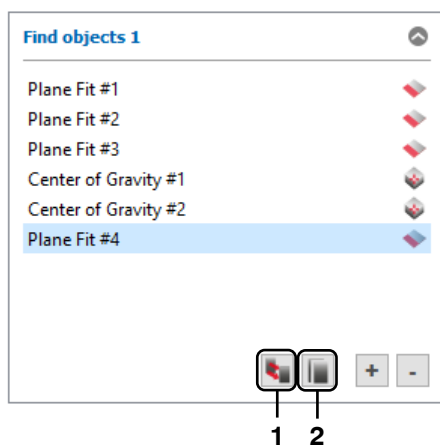 Find objects 1
Plane Fit #1
Plane Fit #2
Plane Fit #3
Center of Gravity #1
Center of Gravity #2
Plane Fit #4
+ -
1 2